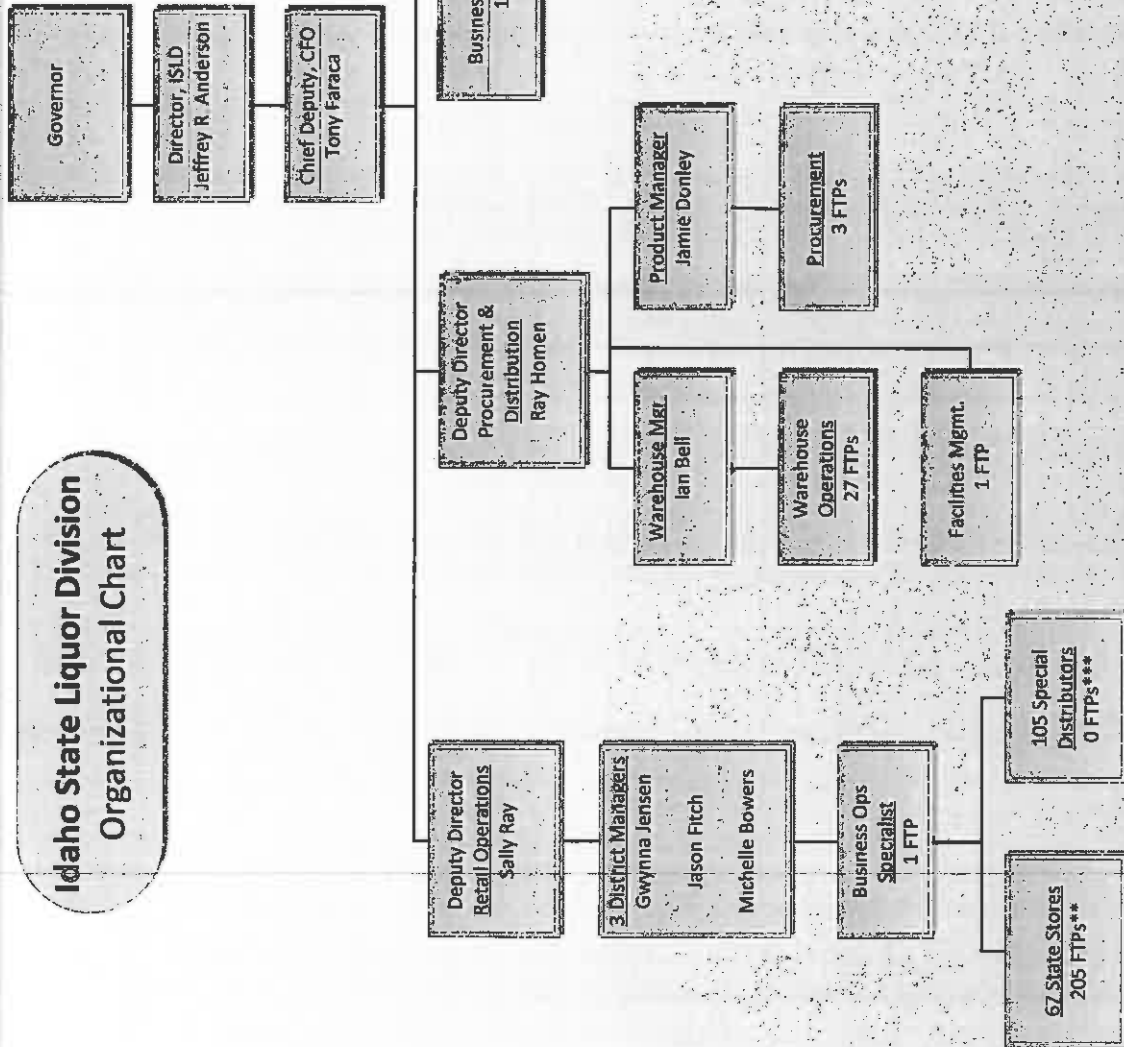 Idaho State Liquor Division
Organizational Chart
Governor
Director, ISLD
Jeffrey R. Anderson
Chief Deputy, CFO
Tony Faraca
Deputy Director
Retail Operations
Sally Ray
3 District Managers
Gwynna Jensen
Jason Fitch
Michelle Bowers
Business Ops
Specialist
1 FTP
67 State Stores
205 FTPs**
105 Special
Distributors
0 FTPs***
Deputy Director
Procurement &
Distribution
Ray Homen
Warehouse Mgr.
Ian Bell
Warehouse
Operations
27 FTPs
Facilities Mgmt.
1 FTP
Product Manager
Jamie Donley
Procurement
3 FTPs
Busines
1